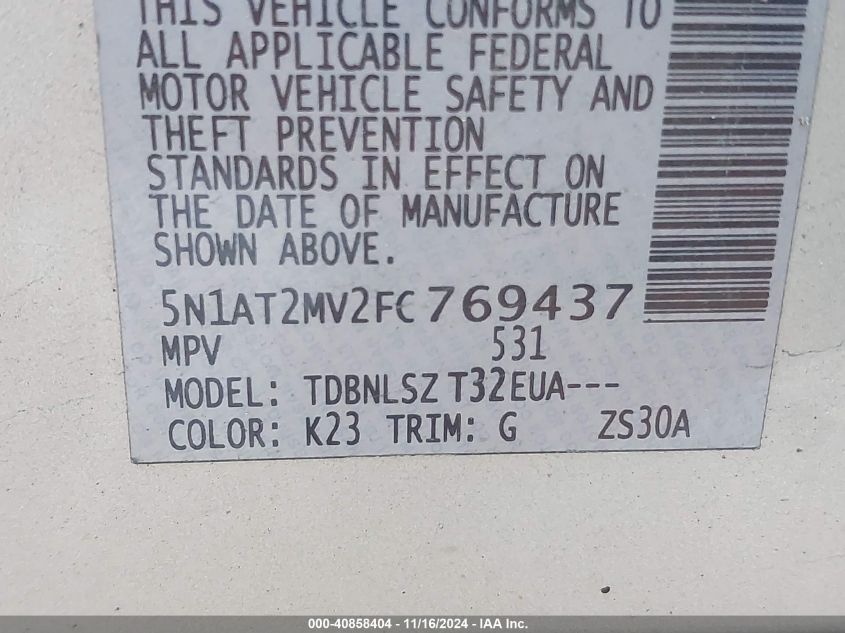 THIS VEHICLE CONFORMS TO
ALL APPLICABLE FEDERAL
MOTOR VEHICLE SAFETY AND
THEFT PREVENTION
STANDARDS IN EFFECT ON
THE DATE OF MANUFACTURE
SHOWN ABOVE.
5N1AT2MV2FC769437
MPV 531
MODEL: TDBNLSZ T32EUA---
COLOR: K23 TRIM: G ZS30A
000-40858404 - 11/16/2024 - IAA Inc.